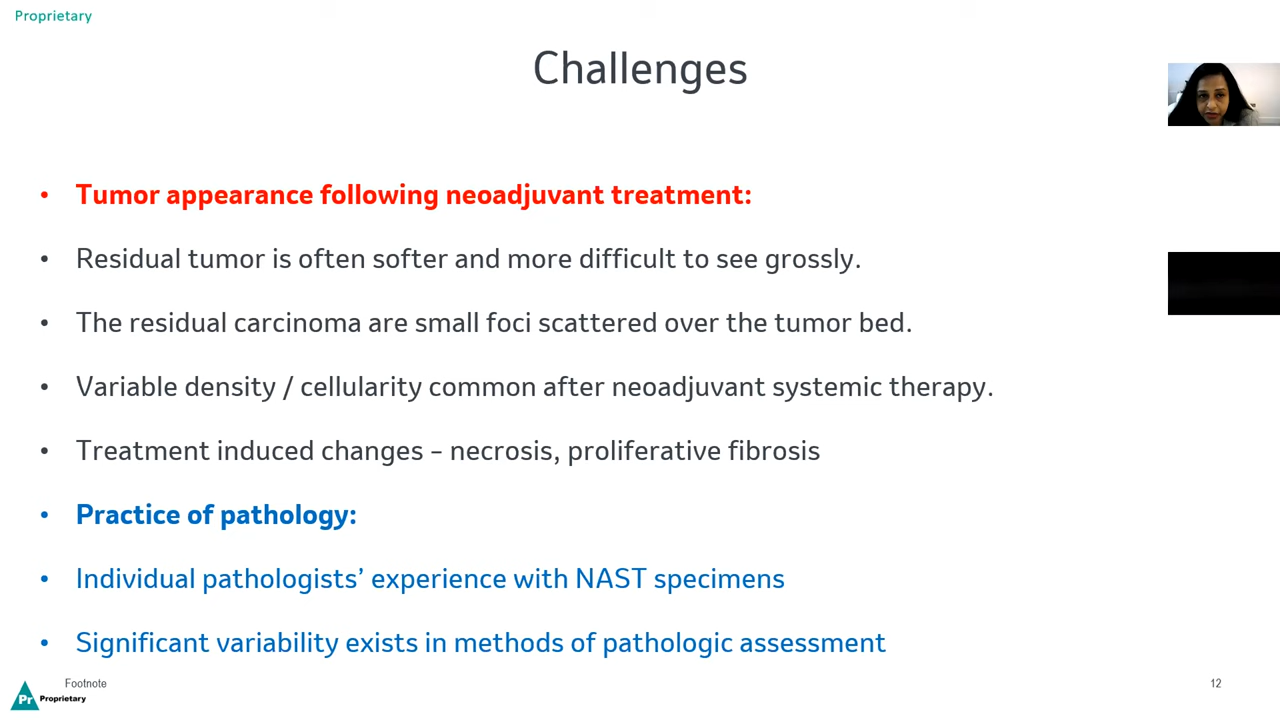 Proprietary
Challenges
• Tumor appearance following neoadjuvant treatment:
• Residual tumor is often softer and more difficult to see grossly.
• The residual carcinoma are small foci scattered over the tumor bed.
• Variable density / cellularity common after neoadjuvant systemic therapy.
• Treatment induced changes – necrosis, proliferative fibrosis
• Practice of pathology:
• Individual pathologists’ experience with NAST specimens
• Significant variability exists in methods of pathologic assessment
Footnote
12
Pr Proprietary